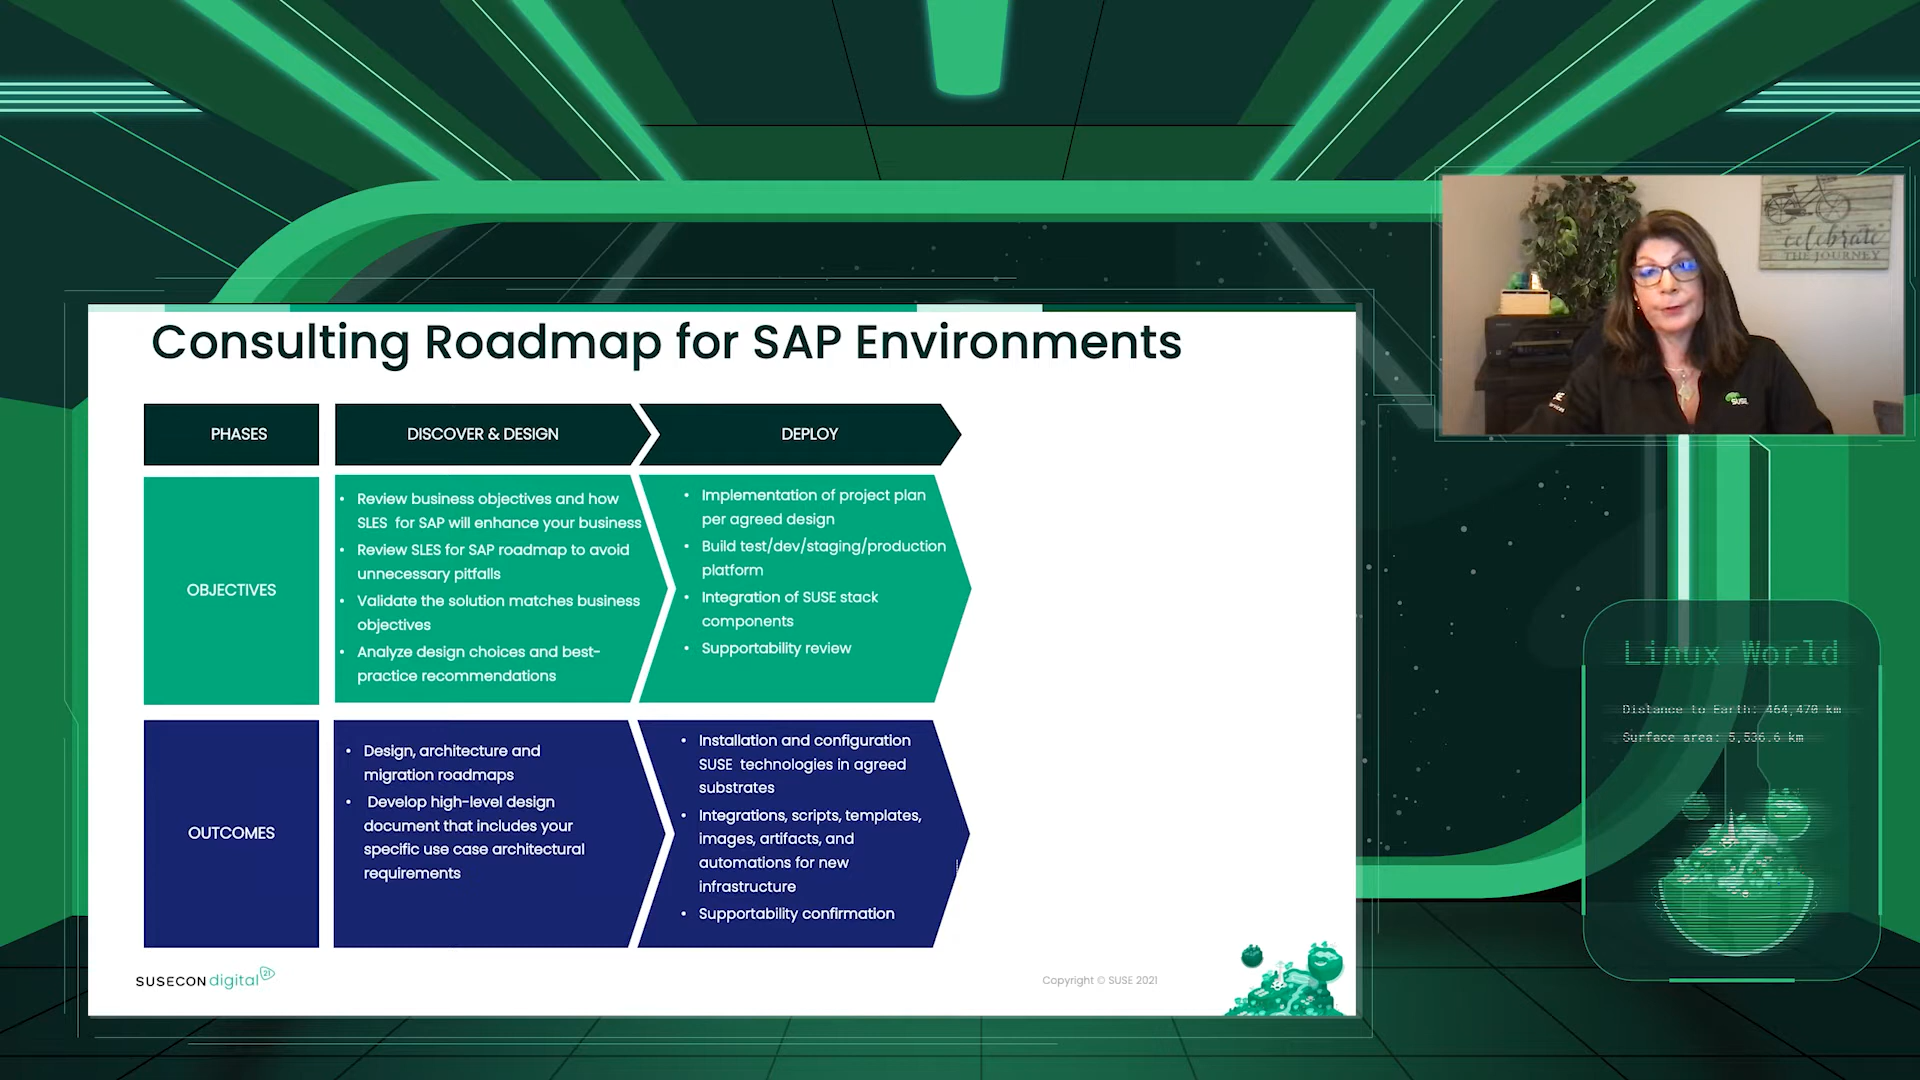 celebrate
THE JOURNEY
SUSE
Consulting Roadmap for SAP Environments
PHASES
DISCOVER & DESIGN
DEPLOY
OBJECTIVES
• Review business objectives and how
SLES for SAP will enhance your business
• Review SLES for SAP roadmap to avoid
unnecessary pitfalls
• Validate the solution matches business
objectives
• Analyze design choices and best-
practice recommendations
• Implementation of project plan
per agreed design
• Build test/dev/staging/production
platform
• Integration of SUSE stack
components
• Supportability review
OUTCOMES
• Design, architecture and
migration roadmaps
• Develop high-level design
document that includes your
specific use case architectural
requirements
• Installation and configuration
SUSE technologies in agreed
substrates
• Integrations, scripts, templates,
images, artifacts, and
automations for new
infrastructure
• Supportability confirmation
SUSECON digital 21
Copyright © SUSE 2021
Linux World
Distance to Earth: 464,470 km
Surface area: 5,536.6 km